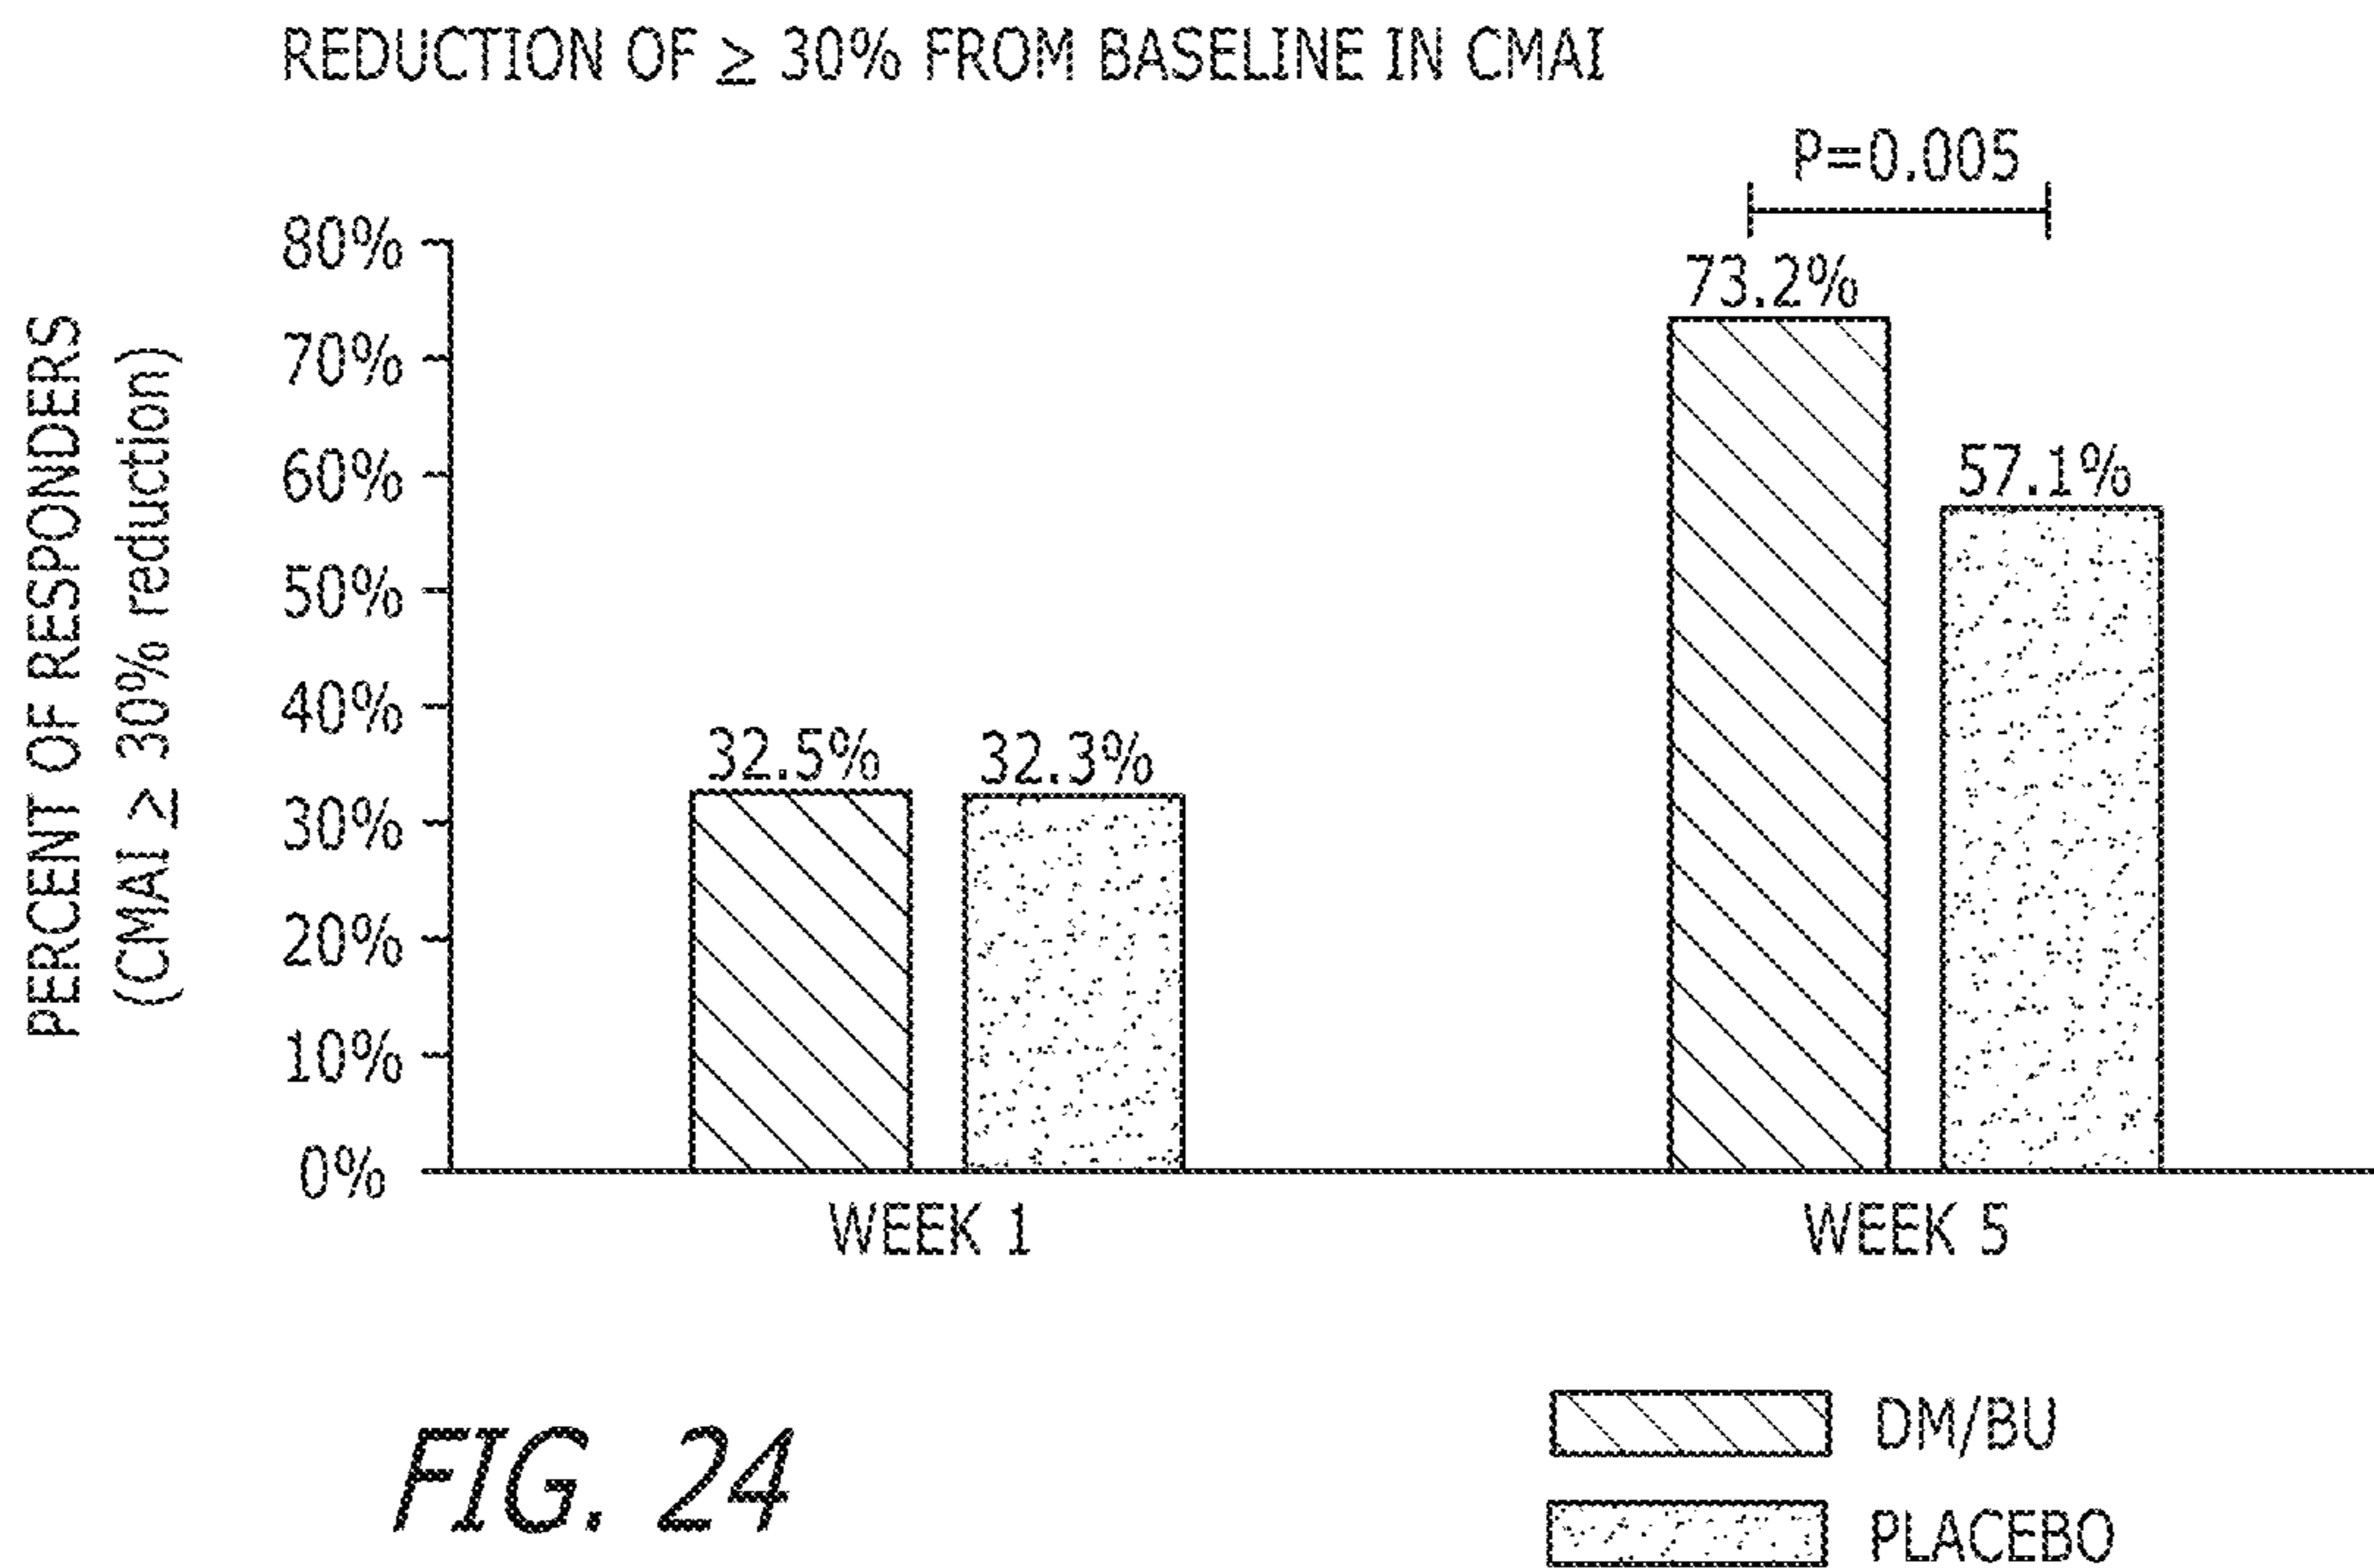 REDUCTION OF ≥ 30% FROM BASELINE IN CMAI
P=0.005
PERCENT OF RESPONDERS
(CMAI ≥ 30% reduction)
80%
70%
60%
50%
40%
30%
20%
10%
0%
32.5%
32.3%
73.2%
57.1%
WEEK 1
WEEK 5
FIG. 24
DM/BU
PLACEBO